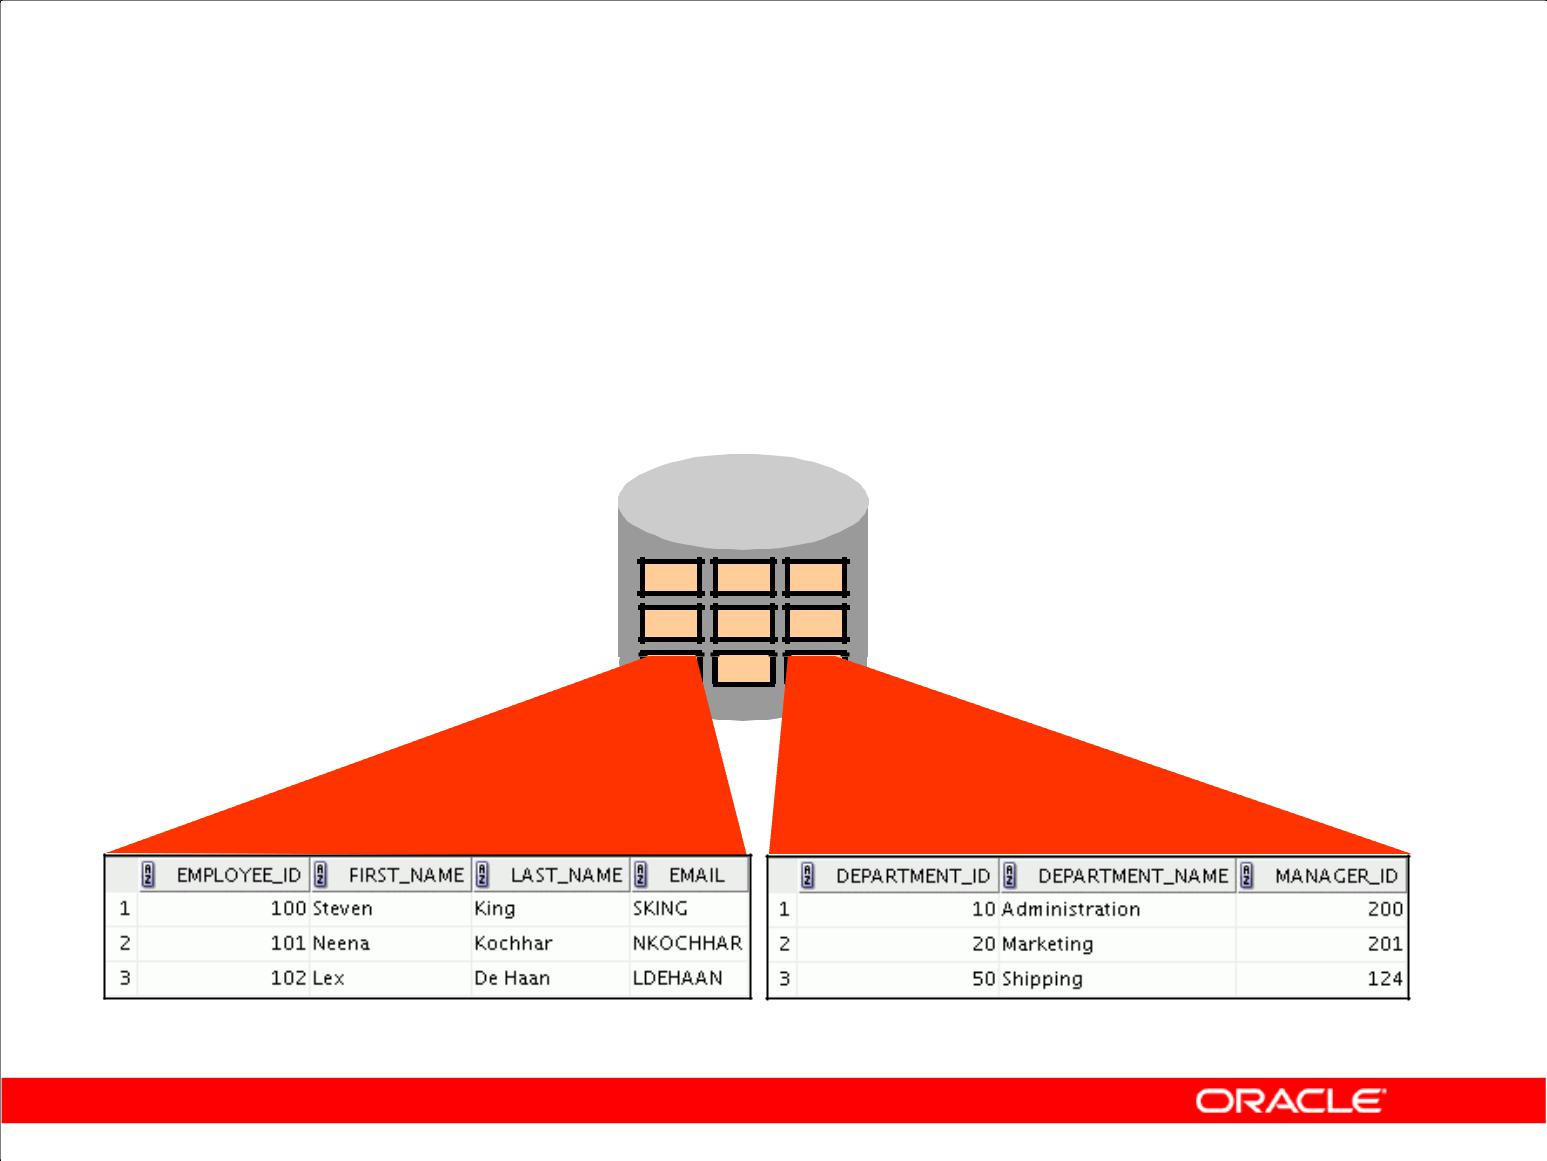 EMPLOYEE_ID FIRST_NAME LAST_NAME EMAIL
1 100 Steven King SKING
2 101 Neena Kochhar NKOCHHAR
3 102 Lex De Haan LDEHAAN
DEPARTMENT_ID DEPARTMENT_NAME MANAGER_ID
1 10 Administration 200
2 20 Marketing 201
3 50 Shipping 124
ORACLE